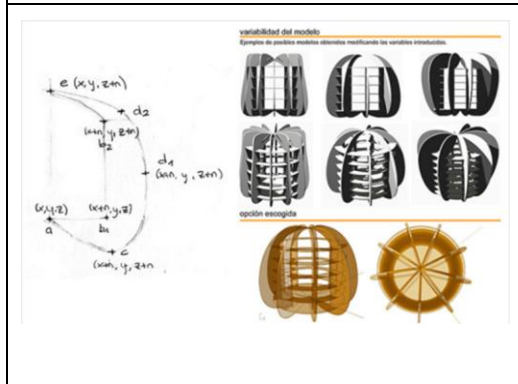 variabilidad del modelo
Ejemplos de posibles modelos obtenidos modificando las variables introducidas.
e (x, y, z+n)
d2
(x+n, y, z+n)
b2
d1
(x+n, y, z+n)
(x,y,z)
a
(x+n, y, z)
b1
c
(x+n, y, z+n
opción escogida